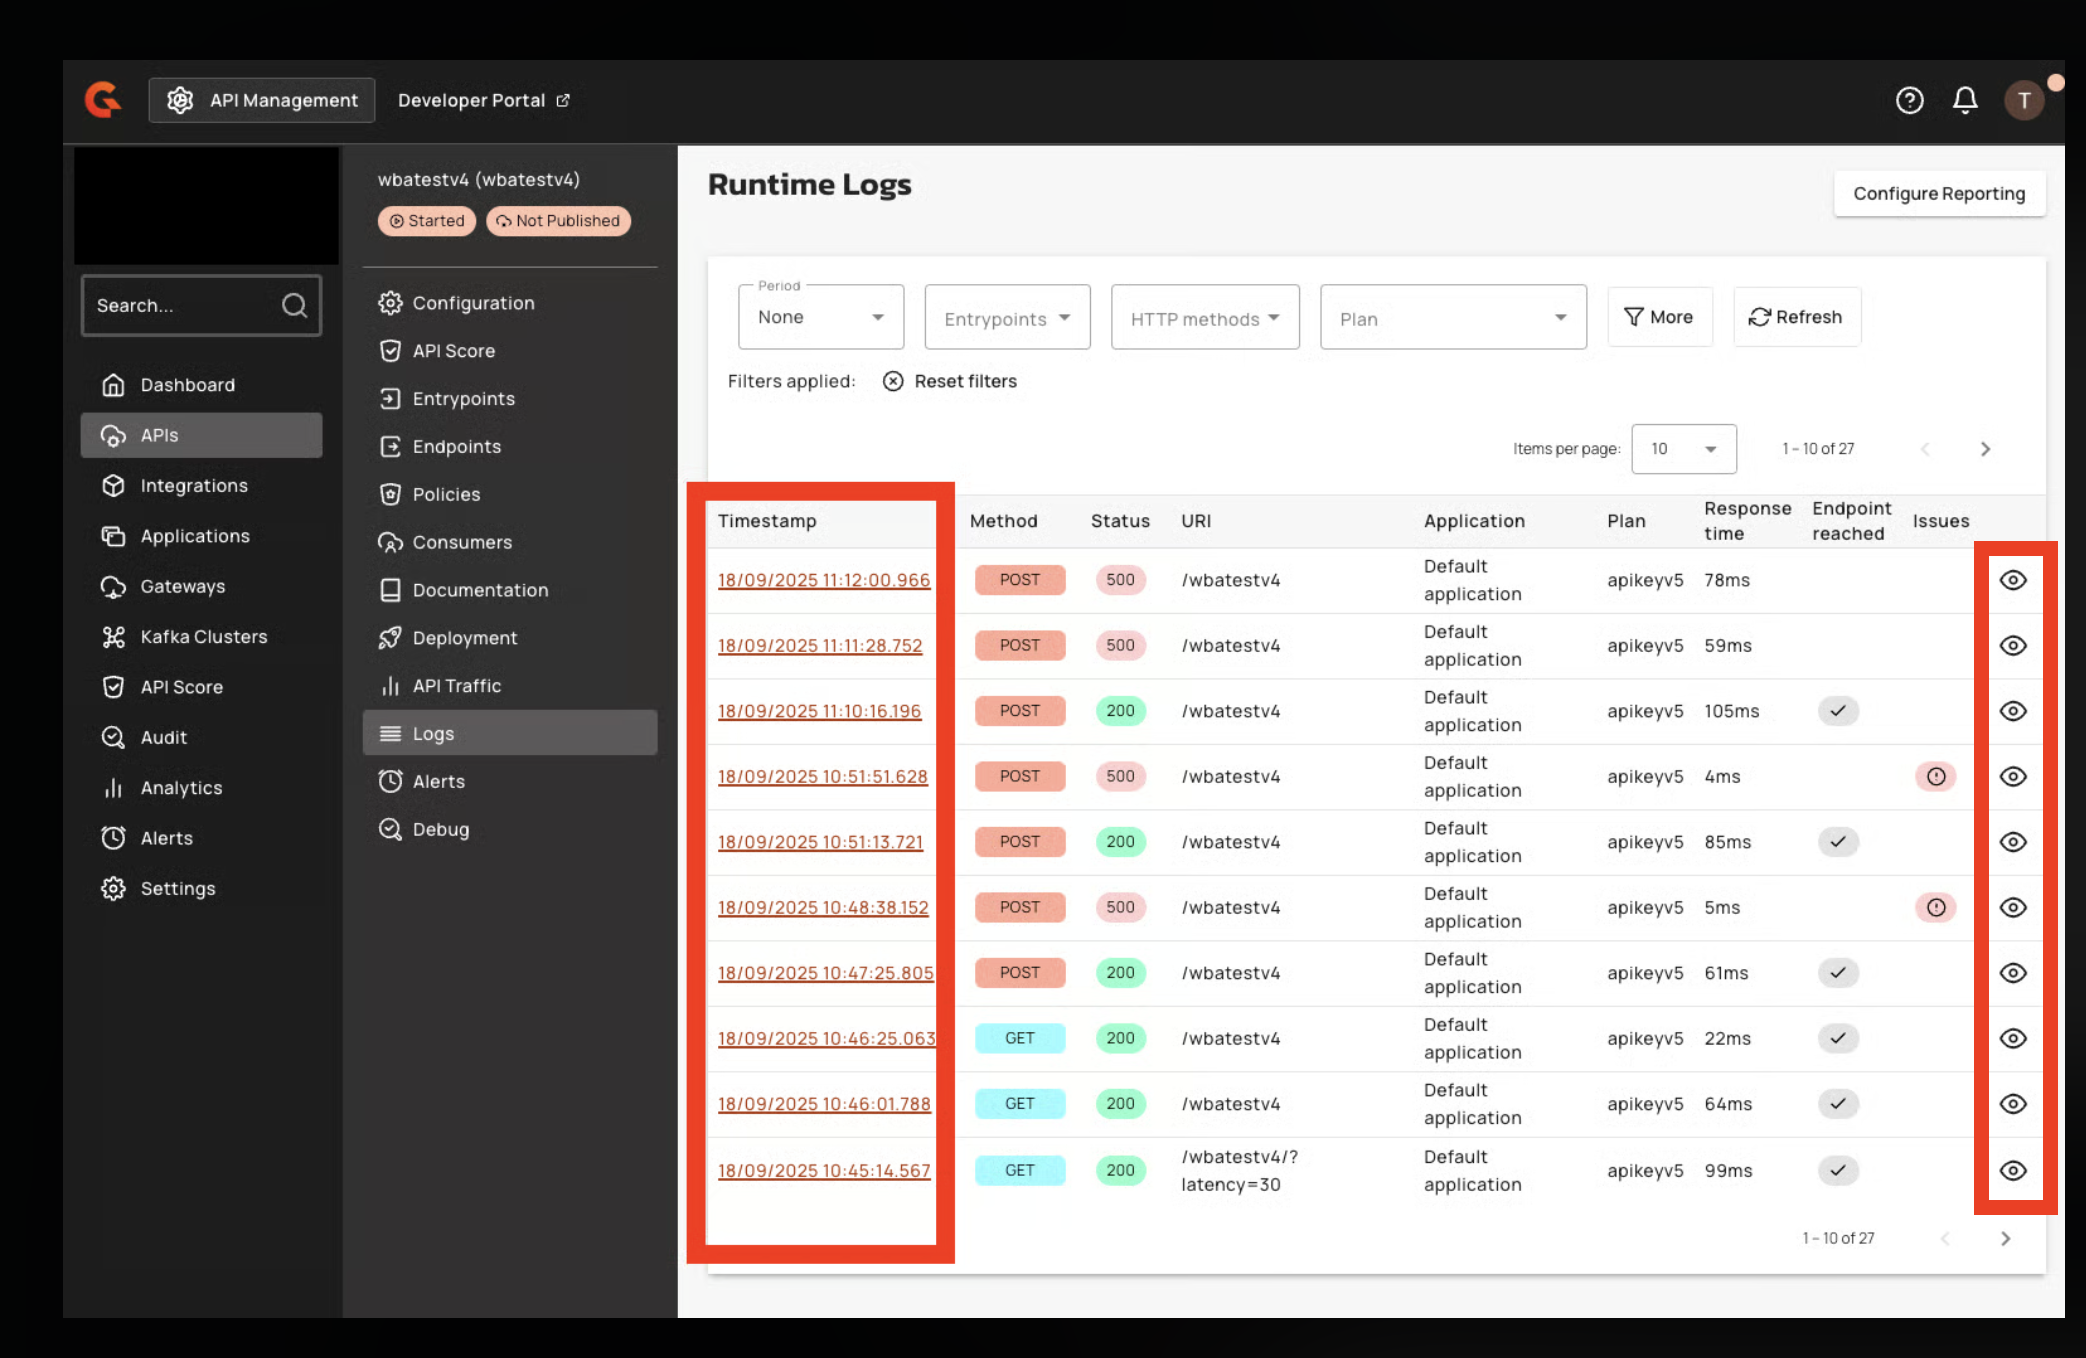 API Management
Developer Portal
T
wbatestv4 (wbatestv4)
Started
Not Published
Search...
Dashboard
APIs
Integrations
Applications
Gateways
Kafka Clusters
API Score
Audit
Analytics
Alerts
Settings
Configuration
API Score
Entrypoints
Endpoints
Policies
Consumers
Documentation
Deployment
API Traffic
Logs
Alerts
Debug
Runtime Logs
Configure Reporting
Period
None
Entrypoints
HTTP methods
Plan
More
Refresh
Filters applied:
Reset filters
Items per page:
10
1 – 10 of 27
Timestamp Method Status URI Application Plan Response time Endpoint reached Issues
18/09/2025 11:12:00.966 POST 500 /wbatestv4 Default application apikeyv5 78ms
18/09/2025 11:11:28.752 POST 500 /wbatestv4 Default application apikeyv5 59ms
18/09/2025 11:10:16.196 POST 200 /wbatestv4 Default application apikeyv5 105ms
18/09/2025 10:51:51.628 POST 500 /wbatestv4 Default application apikeyv5 4ms
18/09/2025 10:51:13.721 POST 200 /wbatestv4 Default application apikeyv5 85ms
18/09/2025 10:48:38.152 POST 500 /wbatestv4 Default application apikeyv5 5ms
18/09/2025 10:47:25.805 POST 200 /wbatestv4 Default application apikeyv5 61ms
18/09/2025 10:46:25.063 GET 200 /wbatestv4 Default application apikeyv5 22ms
18/09/2025 10:46:01.788 GET 200 /wbatestv4 Default application apikeyv5 64ms
18/09/2025 10:45:14.567 GET 200 /wbatestv4/?latency=30 Default application apikeyv5 99ms
1 – 10 of 27